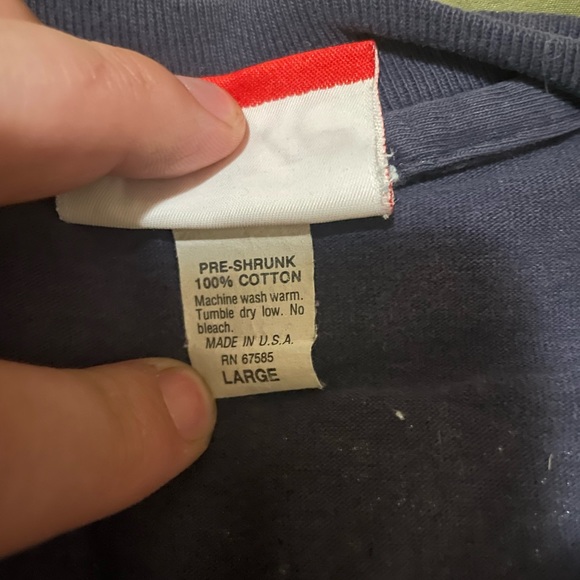 PRE-SHRUNK
100% COTTON
Machine wash warm.
Tumble dry low. No
bleach.
MADE IN U.S.A.
RN 67585
LARGE